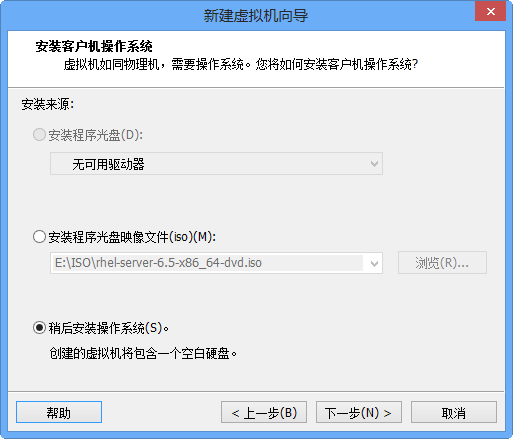 新建虚拟机向导
安装客户机操作系统
虚拟机如同物理机，需要操作系统。您将如何安装客户机操作系统?
安装来源:
安装程序光盘(D):
无可用驱动器
安装程序光盘映像文件(iso)(M):
E:\ISO\rhel-server-6.5-x86_64-dvd.iso
浏览(R)...
稍后安装操作系统(S)。
创建的虚拟机将包含一个空白硬盘。
帮助
< 上一步(B)
下一步(N) >
取消